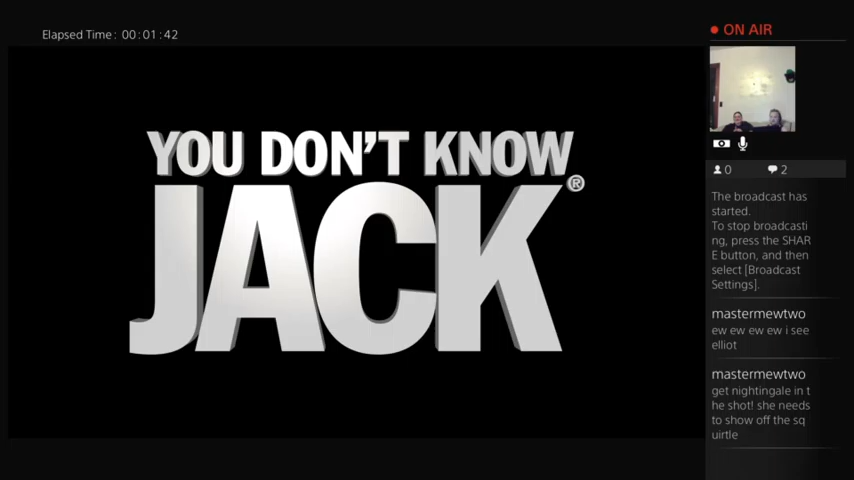 Elapsed Time: 00:01:42
ON AIR
YOU DON'T KNOW
JACK®
0 2
The broadcast has
started.
To stop broadcasti
ng, press the SHAR
E button, and then
select [Broadcast
Settings].
mastermewtwo
ew ew ew ew i see
elliot
mastermewtwo
get nightingale in t
he shot! she needs
to show off the sq
uirtle